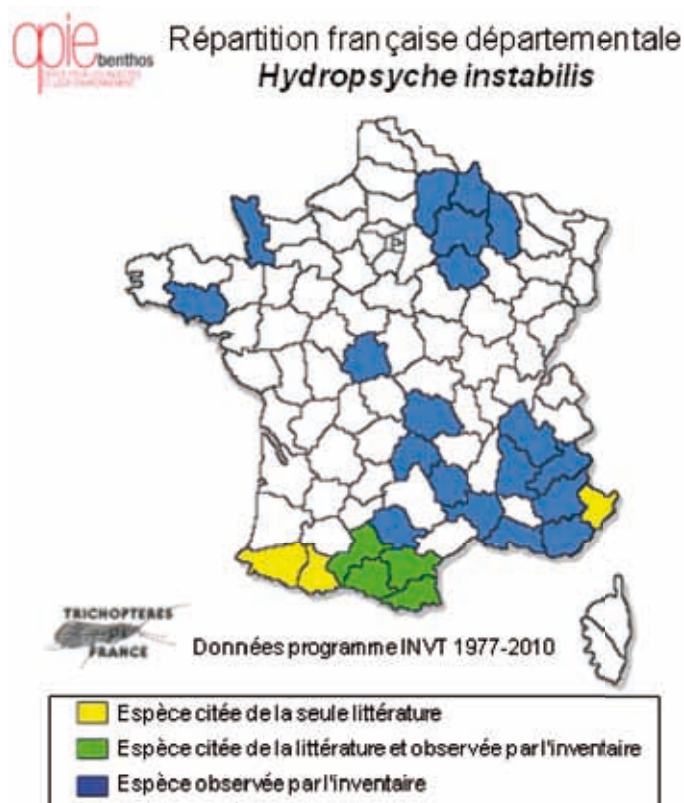 opie/benthos
Répartition française départementale
Hydropsyche instabilis
TRICHOPTERES
DE
FRANCE
Données programme INVT 1977-2010
Espèce citée de la seule littérature
Espèce citée de la littérature et observée par l'inventaire
Espèce observée par l'inventaire